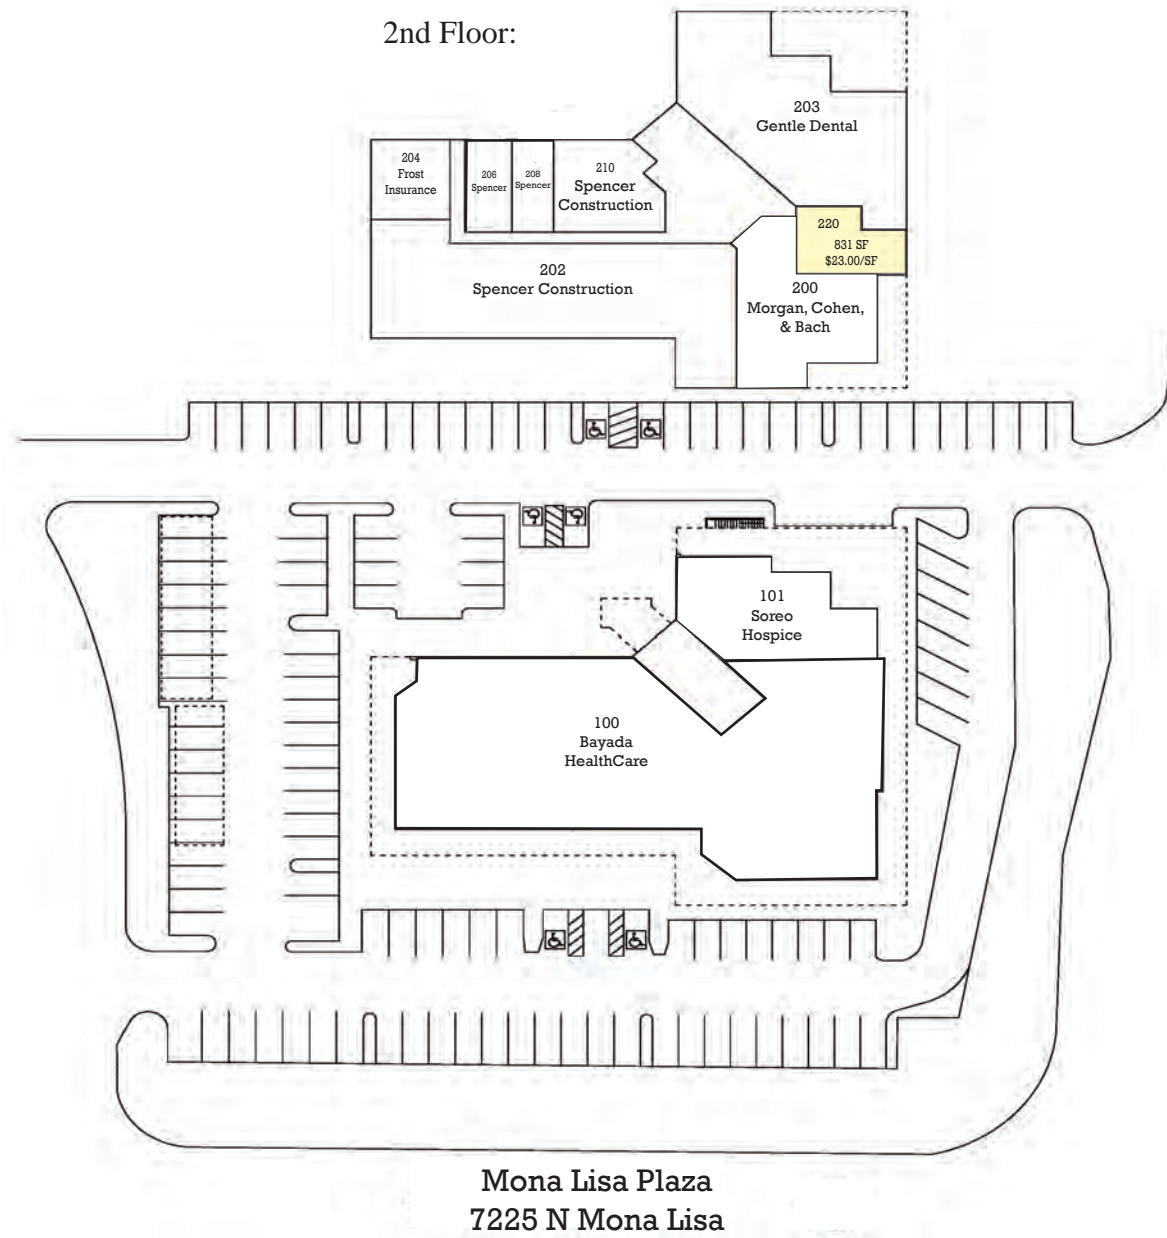 2nd Floor:
203
Gentle Dental
204
Frost
Insurance
206
Spencer
208
Spencer
210
Spencer
Construction
220
831 SF
$23.00/SF
202
Spencer Construction
200
Morgan, Cohen,
& Bach
101
Soreo
Hospice
100
Bayada
HealthCare
Mona Lisa Plaza
7225 N Mona Lisa